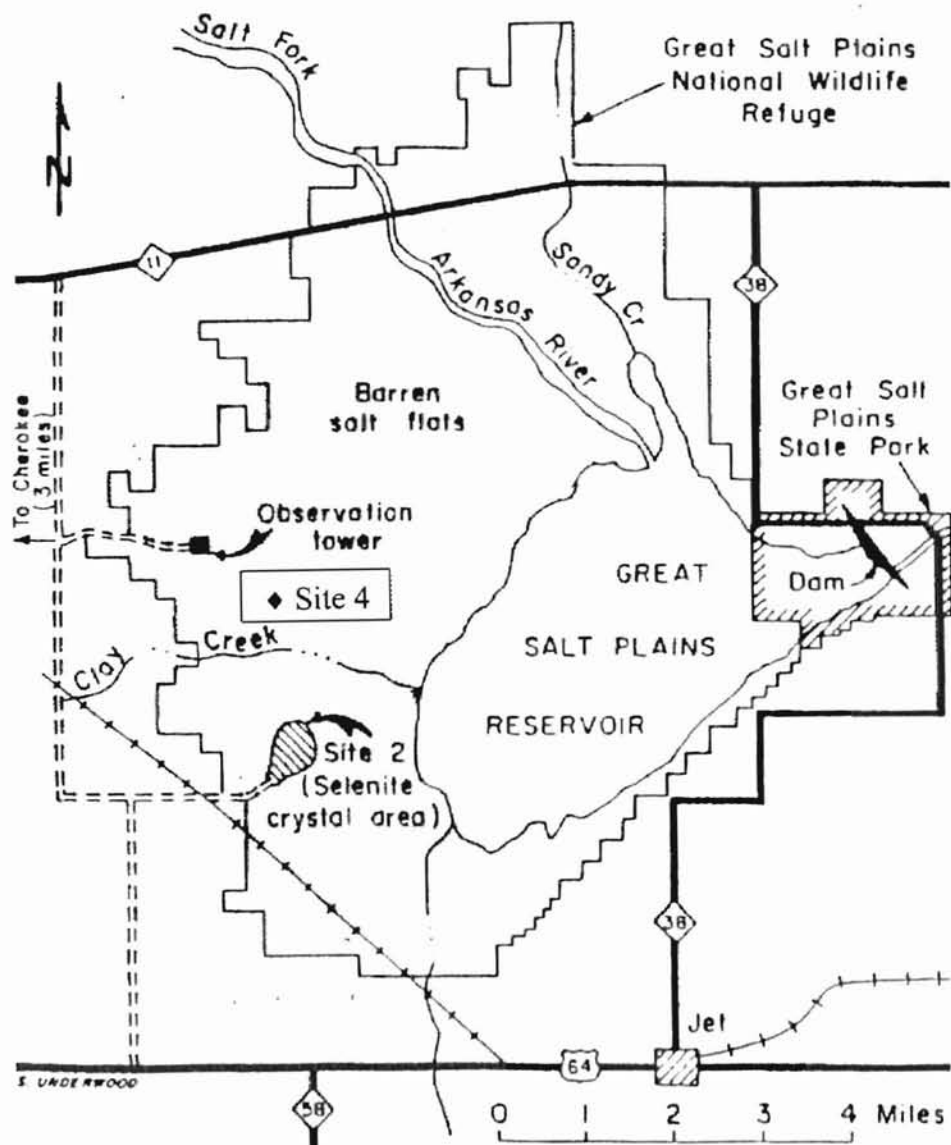 Salt Fork
Great Salt Plains
National Wildlife
Refuge
N
11
Arkansas River
Sandy Cr
38
Barren
salt flats
Great Salt
Plains
State Park
To Cherokee
(3 miles)
Observation
tower
Dam
GREAT
SALT PLAINS
RESERVOIR
♦ Site 4
Clay Creek
Site 2
(Selenite
crystal area)
38
Jet
64
S. UNDERWOOD
58
0 1 2 3 4 Miles